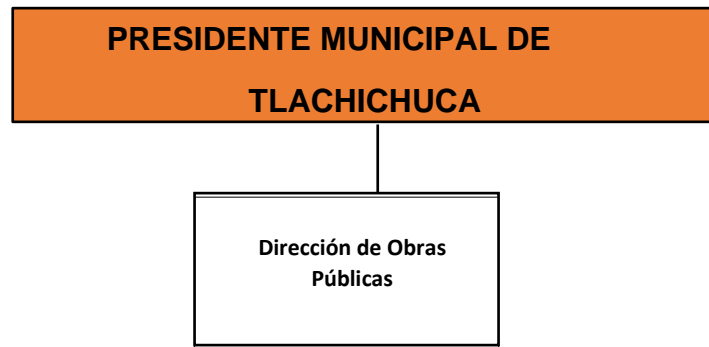 PRESIDENTE MUNICIPAL DE
TLACHICHUCA
Dirección de Obras
Públicas